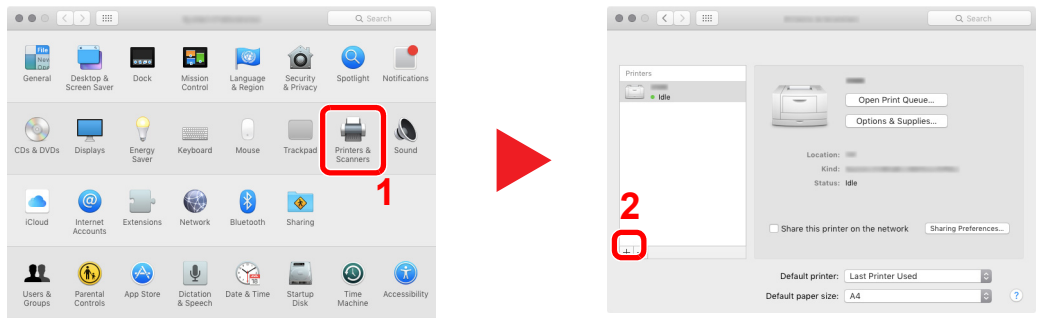 Search
File
New
Ope
General
Desktop &
Screen Saver
Dock
Mission
Control
Language
& Region
Security
& Privacy
Spotlight
Notifications
CDs & DVDs
Displays
Energy
Saver
Keyboard
Mouse
Trackpad
Printers &
Scanners
Sound
1
iCloud
Internet
Accounts
Extensions
Network
Bluetooth
Sharing
Users &
Groups
Parental
Controls
App Store
Dictation
& Speech
Date & Time
Startup
Disk
Time
Machine
Accessibility
Search
Printers
Idle
Open Print Queue...
Options & Supplies...
Location:
Kind:
Status: Idle
2
+ -
Share this printer on the network
Sharing Preferences...
Default printer: Last Printer Used
Default paper size: A4
?